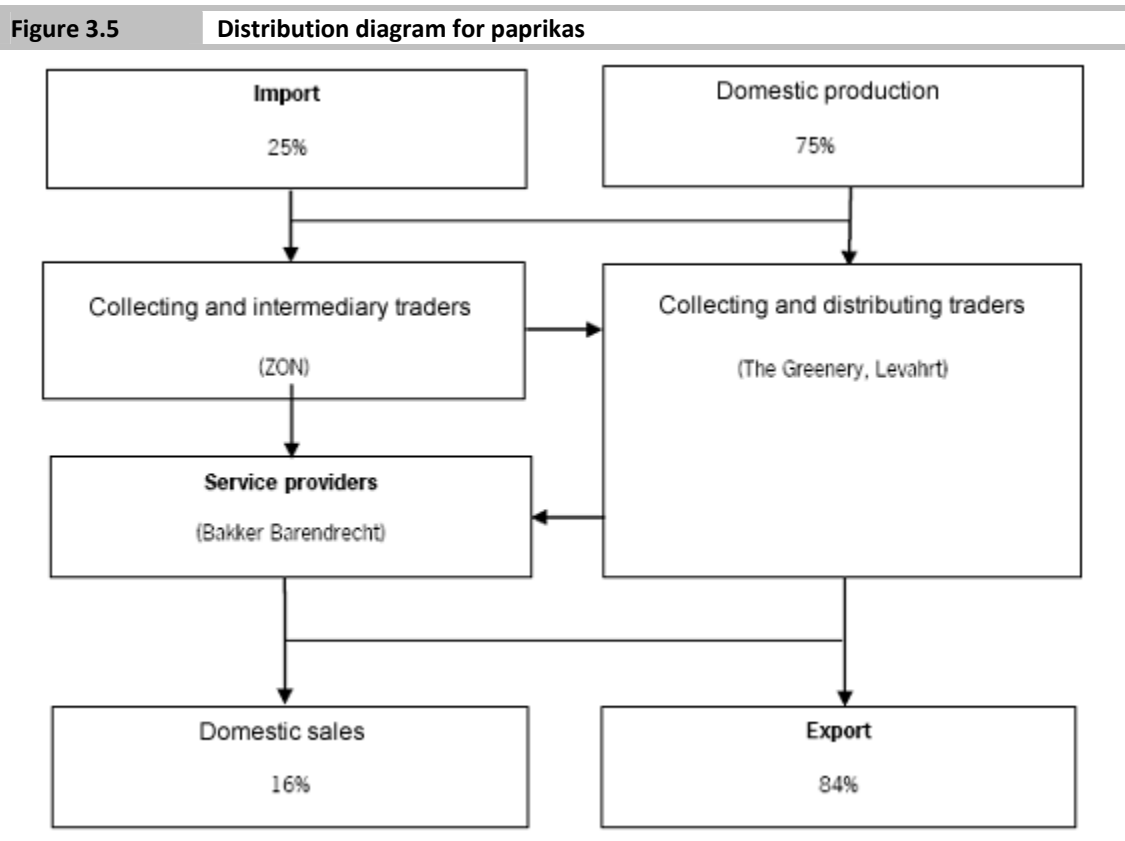 Figure 3.5 Distribution diagram for paprikas
Import
25%
Domestic production
75%
Collecting and intermediary traders
(ZON)
Collecting and distributing traders
(The Greenery, Levahrt)
Service providers
(Bakker Barendrecht)
Domestic sales
16%
Export
84%